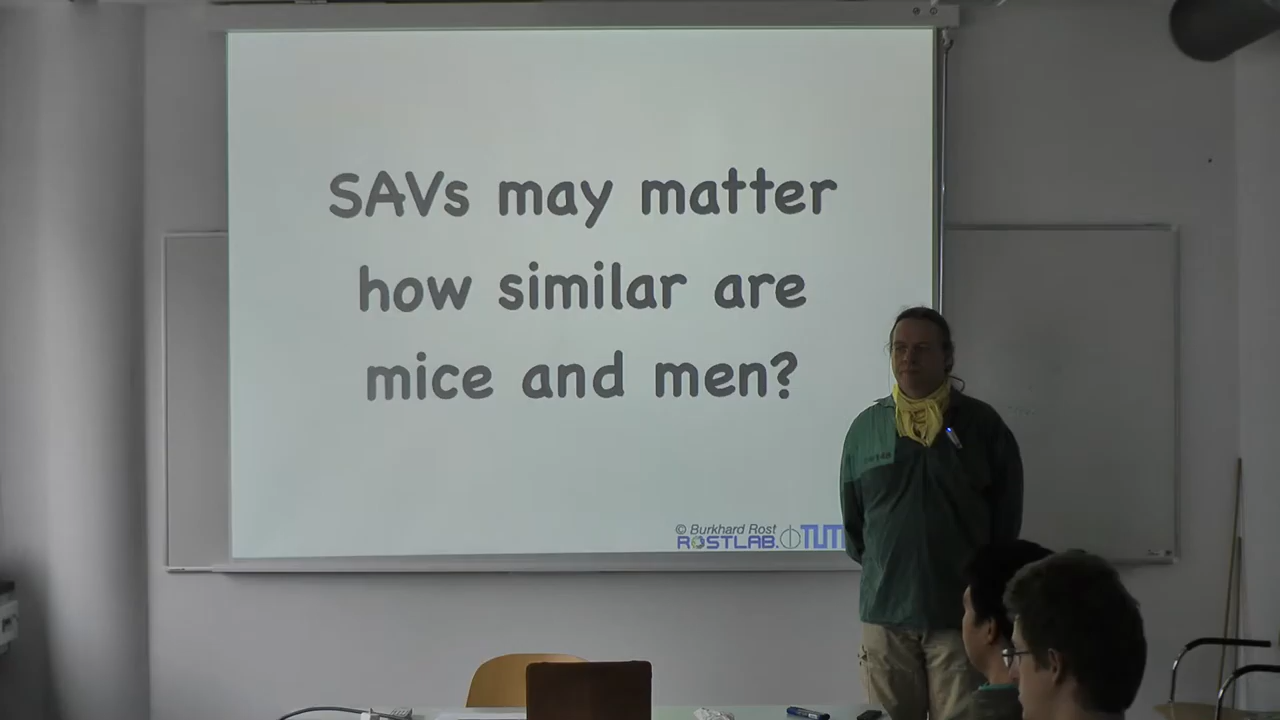 SAVs may matter
how similar are
mice and men?
© Burkhard Rost
ROSTLAB. TUM